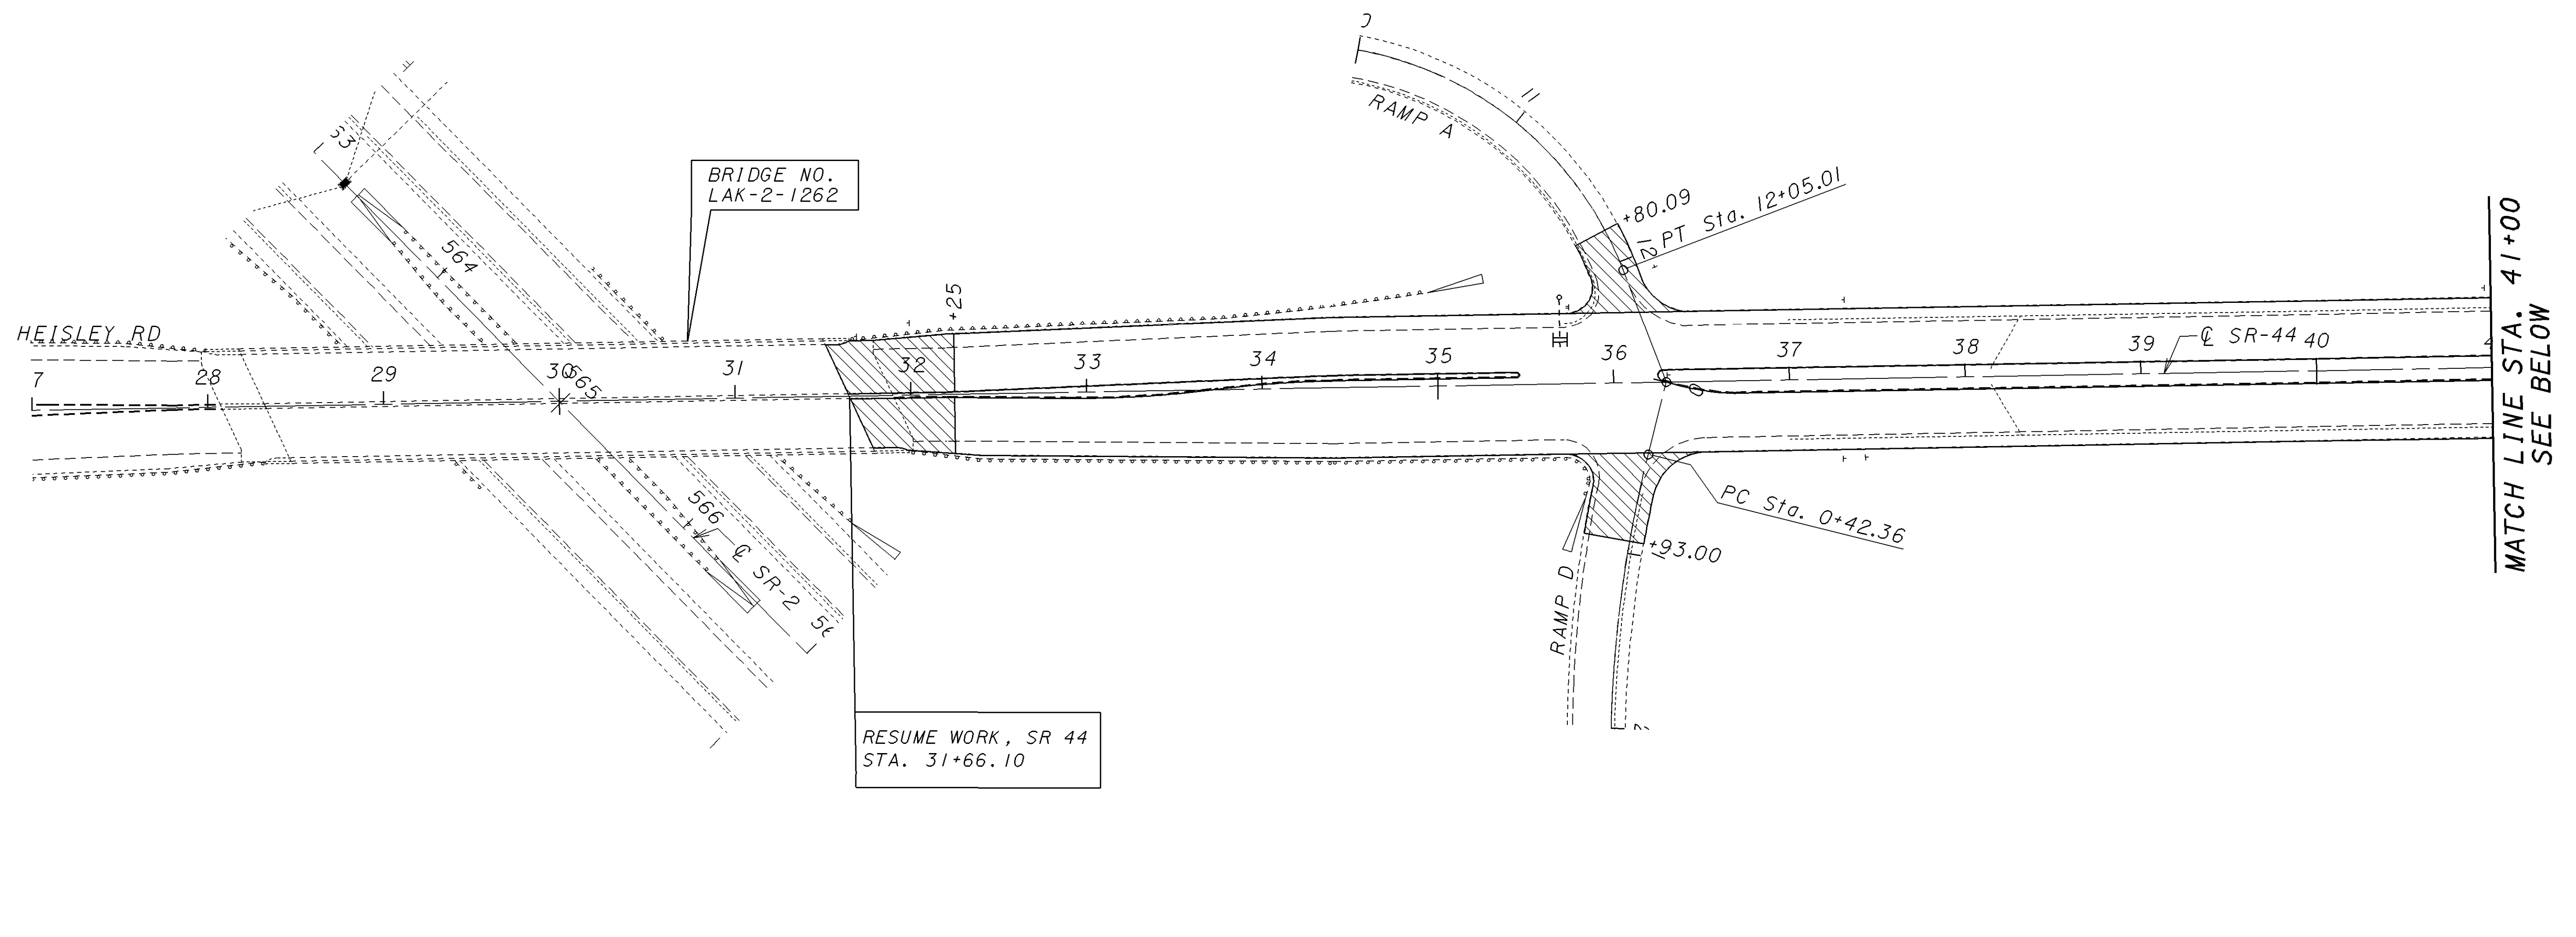 HEISLEY RD
7
28
29
30
31
32
33
34
35
36
37
38
39
40
564
565
566
℄ SR-2
BRIDGE NO.
LAK-2-1262
+25
RESUME WORK, SR 44
STA. 31+66.10
RAMP A
11
12
+80.09
PT Sta. 12+05.01
℄ SR-44
PC Sta. 0+42.36
+93.00
RAMP D
MATCH LINE STA. 41+00
SEE BELOW